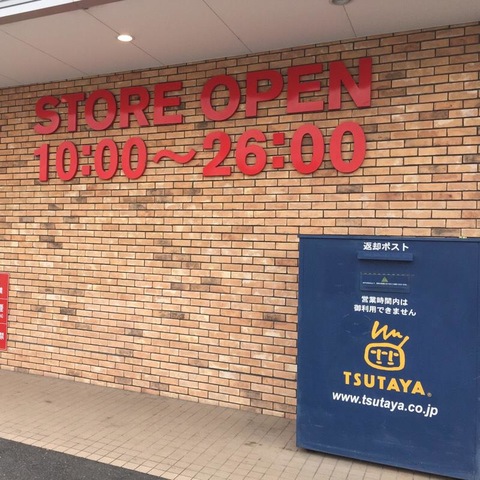 STORE OPEN
10:00～26:00
返却ポスト
営業時間内は
御利用できません
TSUTAYA®
www.tsutaya.co.jp